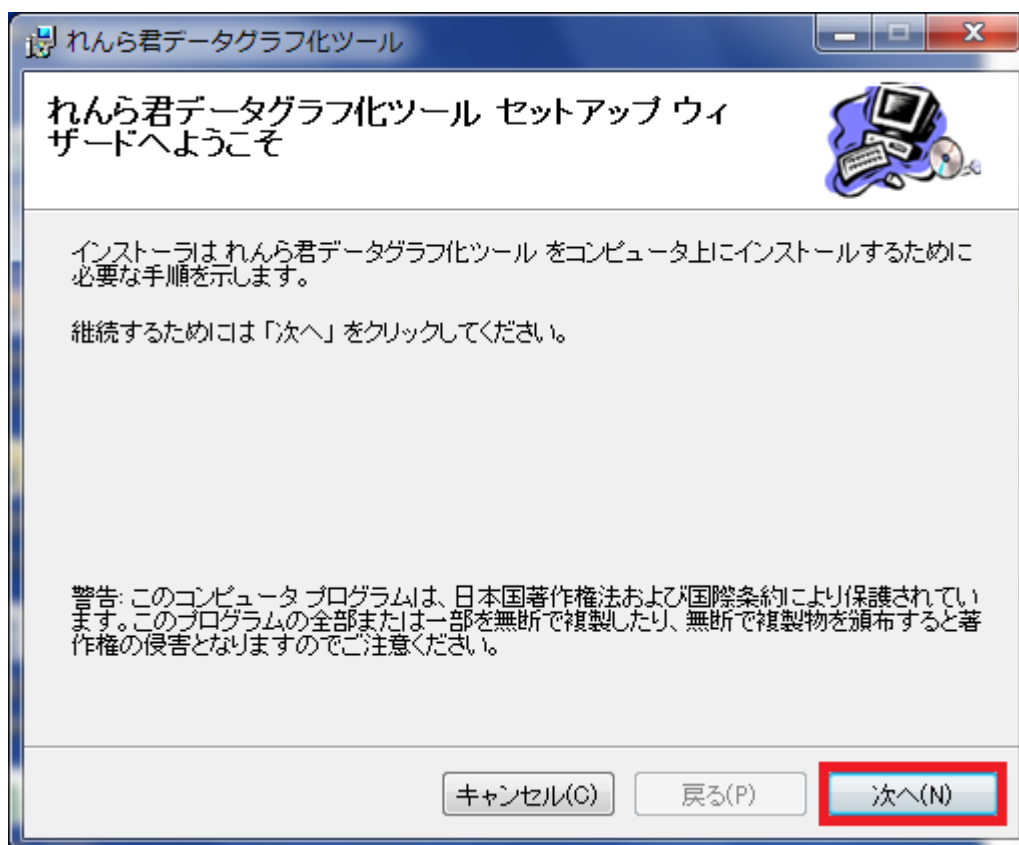 れんら君データグラフ化ツール
れんら君データグラフ化ツール セットアップ ウィ
ザードへようこそ
インストーラは れんら君データグラフ化ツール をコンピュータ上にインストールするために
必要な手順を示します。
継続するためには「次へ」をクリックしてください。
警告: このコンピュータ プログラムは、日本国著作権法および国際条約により保護されてい
ます。このプログラムの全部または一部を無断で複製したり、無断で複製物を頒布すると著
作権の侵害となりますのでご注意ください。
キャンセル(C) 戻る(P) 次へ(N)